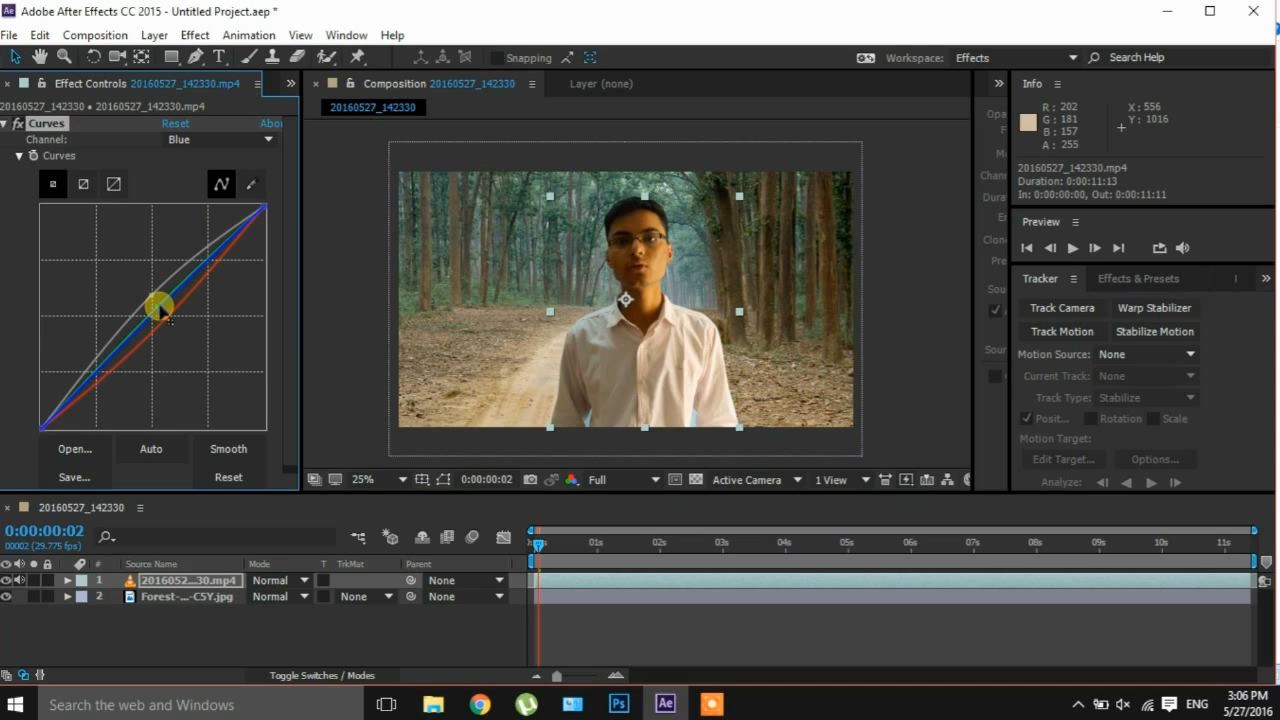 Ae Adobe After Effects CC 2015 - Untitled Project.aep *
File Edit Composition Layer Effect Animation View Window Help
Snapping Workspace: Effects Search Help
Effect Controls 20160527_142330.mp4 Composition 20160527_142330 Layer (none) Info
20160527_142330 • 20160527_142330.mp4 20160527_142330
fx Curves Reset Abo
Channel: Blue
Curves
R: 202 X: 556
G: 181 Y: 1016
B: 157
A: 255
20160527_142330.mp4
Duration: 0:00:11:13
In: 0:00:00:00, Out: 0:00:11:11
Preview
Tracker Effects & Presets
Track Camera Warp Stabilizer
Track Motion Stabilize Motion
Motion Source: None
Current Track: None
Track Type: Stabilize
Posit... Rotation Scale
Motion Target:
Edit Target... Options...
Analyze:
Open... Auto Smooth
Save... Reset
25% 0:00:00:02 Full Active Camera 1 View
20160527_142330
0:00:00:02
00002 (29.775 fps)
01s 02s 03s 04s 05s 06s 07s 08s 09s 10s 11s
# Source Name Mode T TrkMat Parent
1 2016052...30.mp4 Normal None
2 Forest-...-C5Y.jpg Normal None None
Toggle Switches / Modes
Search the web and Windows Ps Ae ENG
3:06 PM
5/27/2016